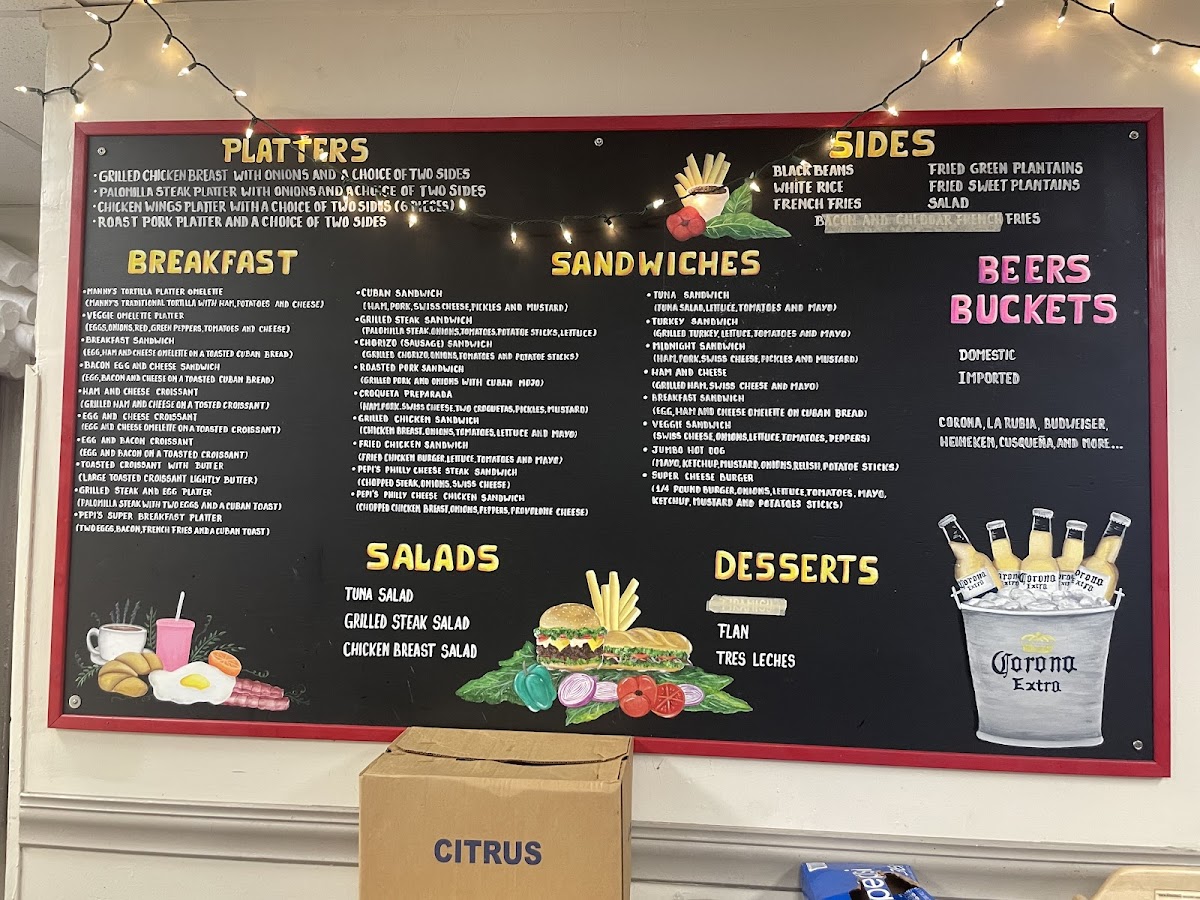 PLATTERS
• GRILLED CHICKEN BREAST WITH ONIONS AND A CHOICE OF TWO SIDES
• PALOMILLA STEAK PLATTER WITH ONIONS AND A CHOICE OF TWO SIDES
• CHICKEN WINGS PLATTER WITH A CHOICE OF TWO SIDES (6 PIECES)
• ROAST PORK PLATTER AND A CHOICE OF TWO SIDES
SIDES
BLACK BEANS
WHITE RICE
FRENCH FRIES
FRIED GREEN PLANTAINS
FRIED SWEET PLANTAINS
SALAD
BACON AND CHEDDAR FRENCH FRIES
BREAKFAST
• MANNY'S TORTILLA PLATTER OMELETTE
(MANNY'S TRADITIONAL TORTILLA WITH HAM, POTATOES AND CHEESE)
• VEGGIE OMELETTE PLATTER
(EGGS, ONIONS, RED, GREEN PEPPERS, TOMATOES AND CHEESE)
• BREAKFAST SANDWICH
(EGG, HAM AND CHEESE OMELETTE ON A TOASTED CUBAN BREAD)
• BACON EGG AND CHEESE SANDWICH
(EGG, BACON AND CHEESE ON A TOASTED CUBAN BREAD)
• HAM AND CHEESE CROISSANT
(GRILLED HAM AND CHEESE ON A TOSTED CROISSANT)
• EGG AND CHEESE CROISSANT
(EGG AND CHEESE OMELETTE ON A TOASTED CROISSANT)
• EGG AND BACON CROISSANT
(EGG AND BACON ON A TOASTED CROISSANT)
• TOASTED CROISSANT WITH BUTTER
(LARGE TOASTED CROISSANT LIGHTLY BUTTER)
• GRILLED STEAK AND EGG PLATTER
(PALOMILLA STEAK WITH TWO EGGS AND A CUBAN TOAST)
• PEPI'S SUPER BREAKFAST PLATTER
(TWO EGGS, BACON, FRENCH FRIES AND A CUBAN TOAST)
SANDWICHES
• CUBAN SANDWICH
(HAM, PORK, SWISS CHEESE, PICKLES AND MUSTARD)
• GRILLED STEAK SANDWICH
(PALOMILLA STEAK, ONIONS, TOMATOES, POTATOE STICKS, LETTUCE)
• CHORIZO (SAUSAGE) SANDWICH
(GRILLED CHORIZO, ONIONS, TOMATOES AND POTATOE STICKS)
• ROASTED PORK SANDWICH
(GRILLED PORK AND ONIONS WITH CUBAN MOJO)
• CROQUETA PREPARADA
(HAM, PORK, SWISS CHEESE, TWO CROQUETAS, PICKLES, MUSTARD)
• GRILLED CHICKEN SANDWICH
(CHICKEN BREAST, ONIONS, TOMATOES, LETTUCE AND MAYO)
• FRIED CHICKEN SANDWICH
(FRIED CHICKEN BURGER, LETTUCE, TOMATOES AND MAYO)
• PEPI'S PHILLY CHEESE STEAK SANDWICH
(CHOPPED STEAK, ONIONS, SWISS CHEESE)
• PEPI'S PHILLY CHEESE CHICKEN SANDWICH
(CHOPPED CHICKEN BREAST, ONIONS, PEPPERS, PROVOLONE CHEESE)
• TUNA SANDWICH
(TUNA SALAD, LETTUCE, TOMATOES AND MAYO)
• TURKEY SANDWICH
(GRILLED TURKEY, LETTUCE, TOMATOES AND MAYO)
• MIDNIGHT SANDWICH
(HAM, PORK, SWISS CHEESE, PICKLES AND MUSTARD)
• HAM AND CHEESE
(GRILLED HAM, SWISS CHEESE AND MAYO)
• BREAKFAST SANDWICH
(EGG, HAM AND CHEESE OMELETTE ON CUBAN BREAD)
• VEGGIE SANDWICH
(SWISS CHEESE, ONIONS, LETTUCE, TOMATOES, PEPPERS)
• JUMBO HOT DOG
(MAYO, KETCHUP, MUSTARD, ONIONS, RELISH, POTATOE STICKS)
• SUPER CHEESE BURGER
(1/4 POUND BURGER, ONIONS, LETTUCE, TOMATOES, MAYO,
KETCHUP, MUSTARD AND POTATOES STICKS)
BEERS
BUCKETS
DOMESTIC
IMPORTED
CORONA, LA RUBIA, BUDWEISER,
HEINEKEN, CUSQUEÑA, AND MORE...
SALADS
TUNA SALAD
GRILLED STEAK SALAD
CHICKEN BREAST SALAD
DESSERTS
FLAN
TRES LECHES
Corona
Extra
Corona
Extra
Corona
Extra
Corona
Extra
CITRUS